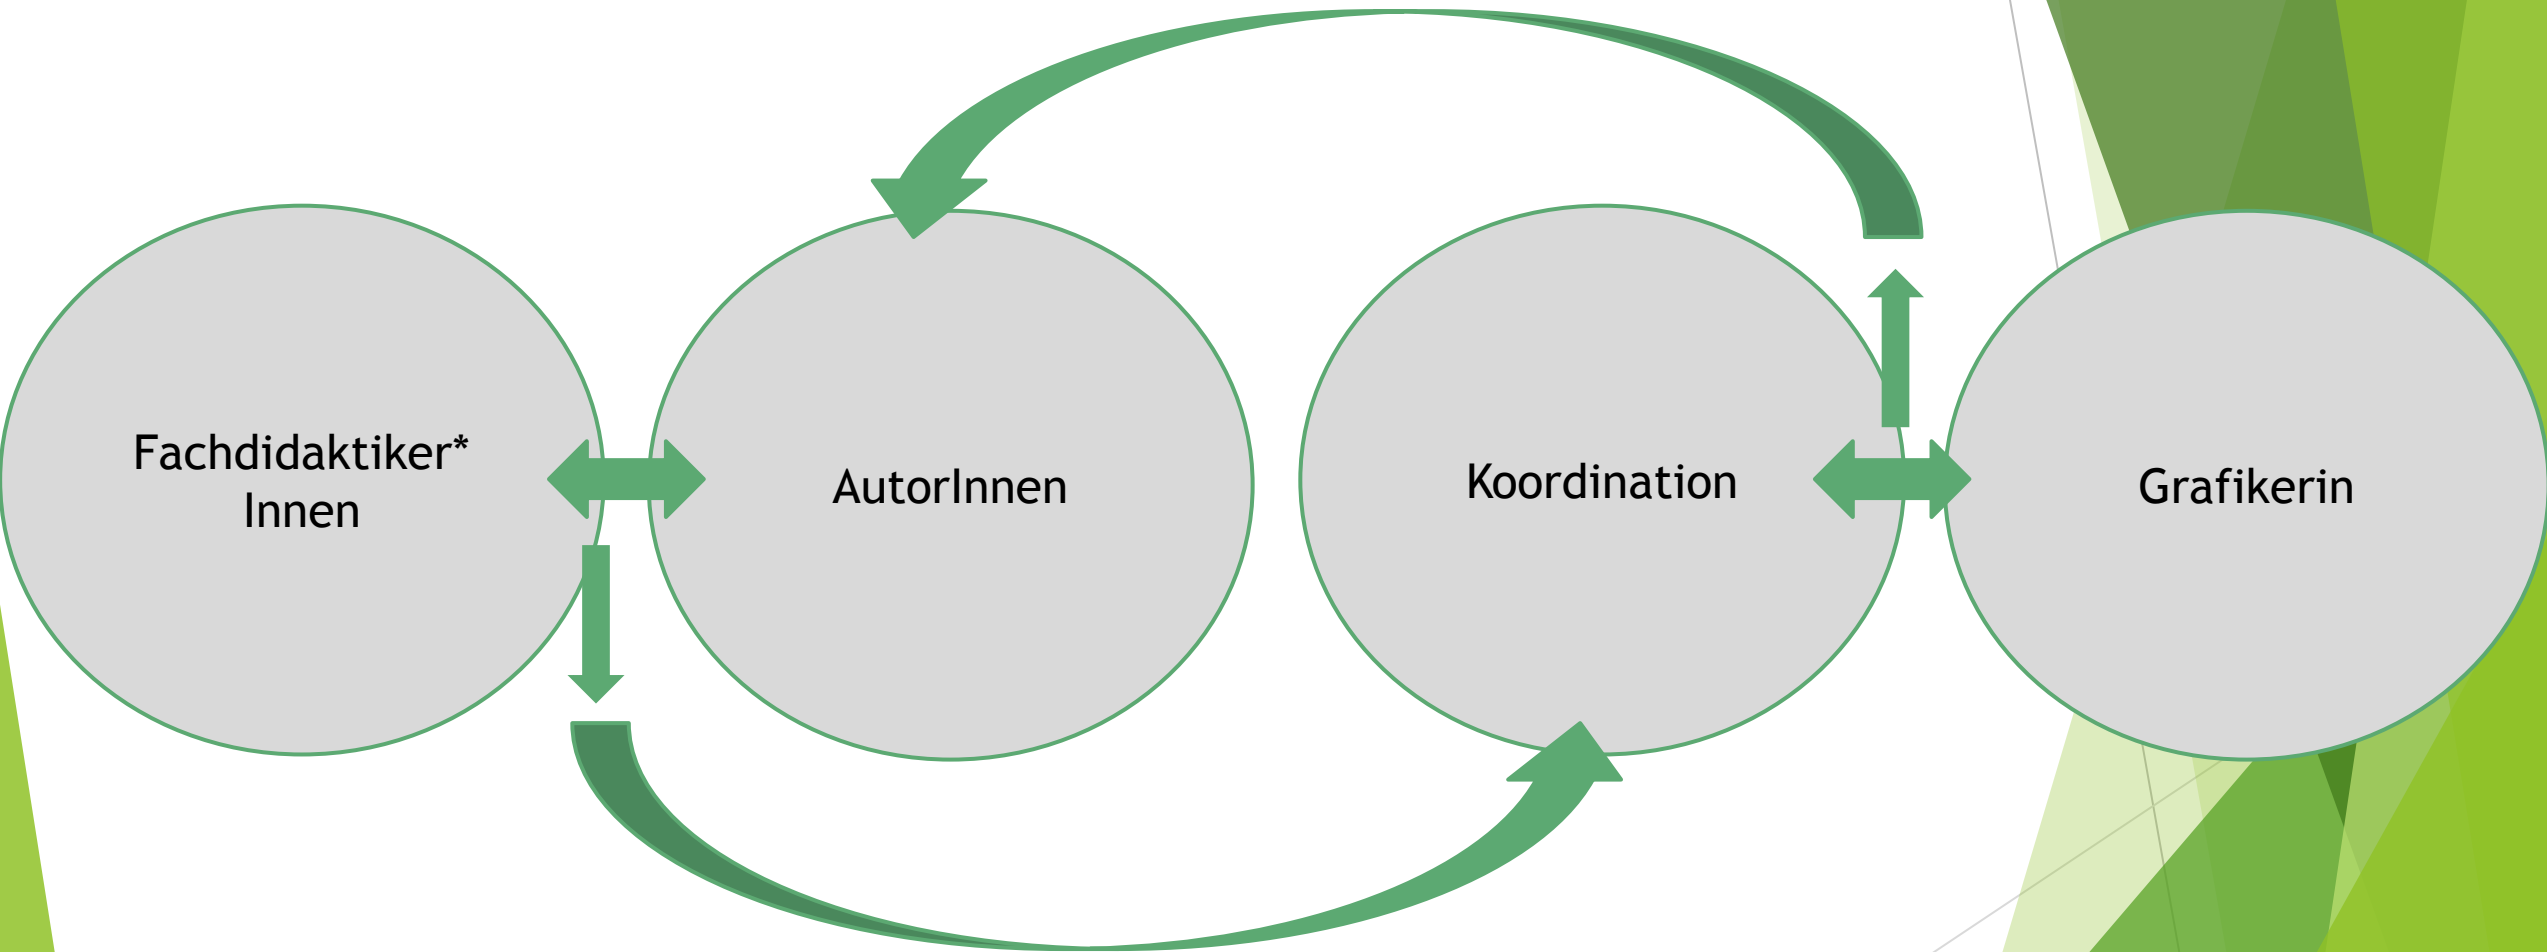 Fachdidaktiker*
Innen
AutorInnen
Koordination
Grafikerin